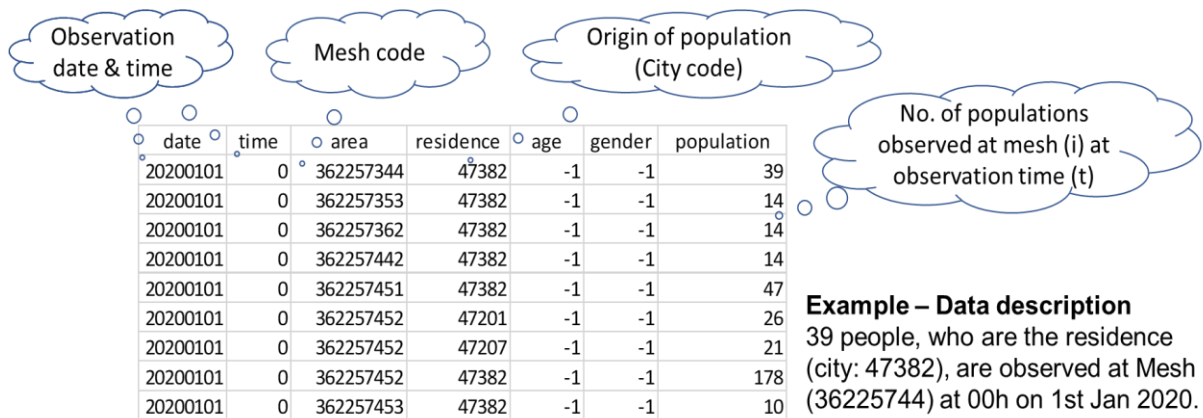 Observation
date & time
Mesh code
Origin of population
(City code)
No. of populations
observed at mesh (i) at
observation time (t)
date time area residence age gender population
20200101 0 362257344 47382 -1 -1 39
20200101 0 362257353 47382 -1 -1 14
20200101 0 362257362 47382 -1 -1 14
20200101 0 362257442 47382 -1 -1 14
20200101 0 362257451 47382 -1 -1 47
20200101 0 362257452 47201 -1 -1 26
20200101 0 362257452 47207 -1 -1 21
20200101 0 362257452 47382 -1 -1 178
20200101 0 362257453 47382 -1 -1 10
Example – Data description
39 people, who are the residence
(city: 47382), are observed at Mesh
(36225744) at 00h on 1st Jan 2020.